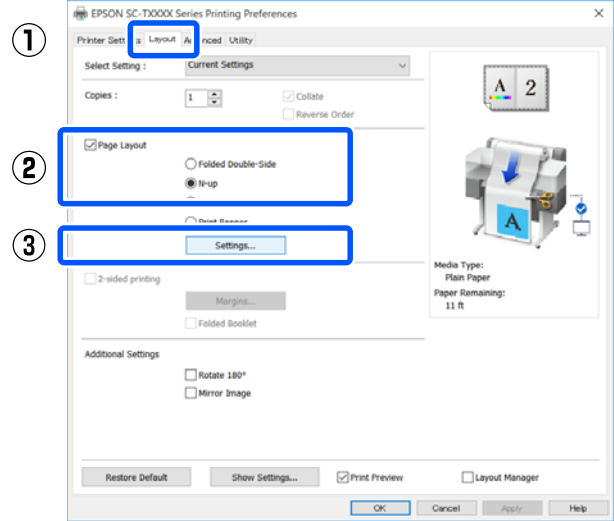 EPSON SC-TXXXX Series Printing Preferences
1
Layout
Utility
Select Setting :
Current Settings
Copies :
1
Collate
Reverse Order
A 2
2
Page Layout
Folded Double-Side
N-up
Print Banner
A
3
Settings...
Media Type:
Plain Paper
Paper Remaining:
11 ft
2-sided printing
Margins...
Folded Booklet
Additional Settings
Rotate 180°
Mirror Image
Restore Default
Show Settings...
Print Preview
Layout Manager
OK
Cancel
Apply
Help